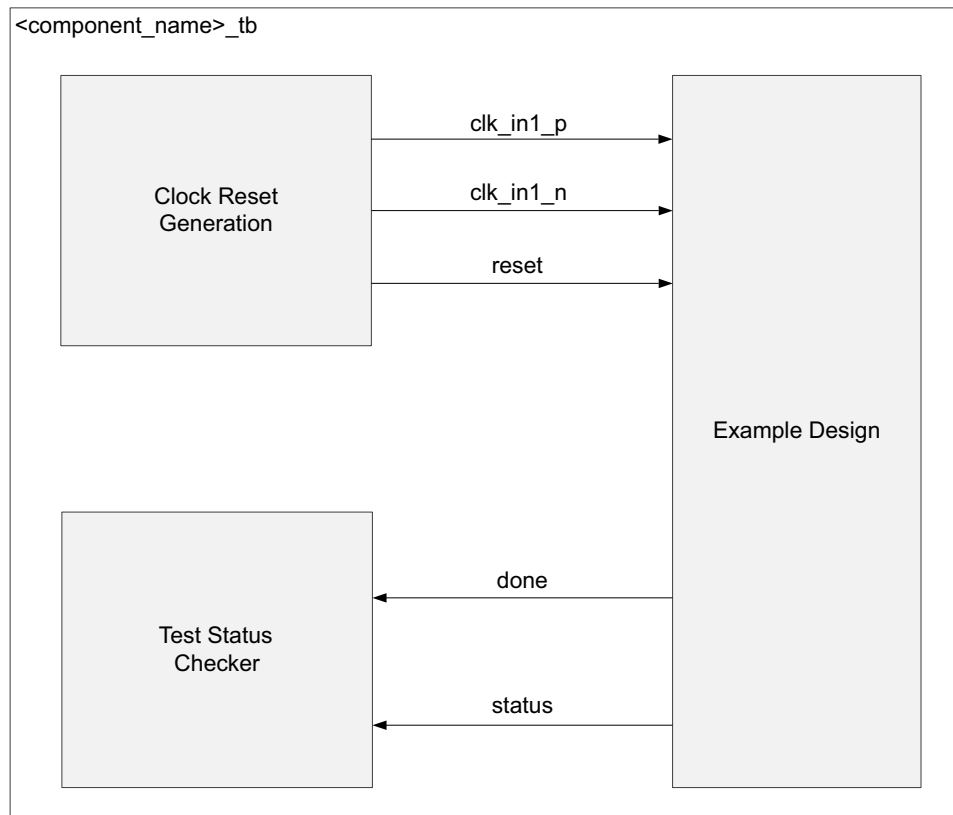 <component_name>_tb
Clock Reset
Generation
clk_in1_p
clk_in1_n
reset
Example Design
Test Status
Checker
done
status